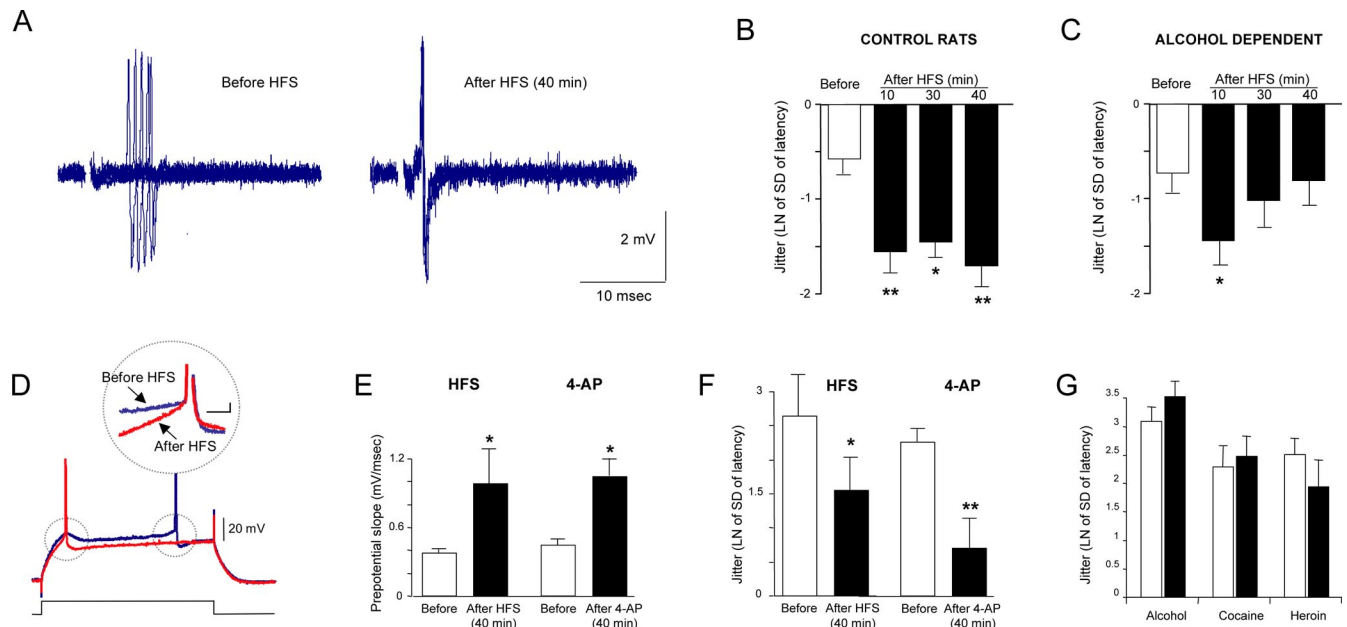 A
Before HFS
After HFS (40 min)
2 mV
10 msec
B
CONTROL RATS
Before
After HFS (min)
10 30 40
0
-1
-2
Jitter (LN of SD of latency)
** * **
C
ALCOHOL DEPENDENT
Before
After HFS (min)
10 30 40
0
-1
-2
Jitter (LN of SD of latency)
*
D
Before HFS
After HFS
20 mV
E
HFS 4-AP
Prepotential slope (mV/msec)
1.2
0.6
0
* *
Before After HFS Before After 4-AP
(40 min) (40 min)
F
HFS 4-AP
Jitter (LN of SD of latency)
3
1.5
0
* **
Before After HFS Before After 4-AP
(40 min) (40 min)
G
Jitter (LN of SD of latency)
3.5
3
2.5
2
1.5
1
0.5
0
Alcohol Cocaine Heroin